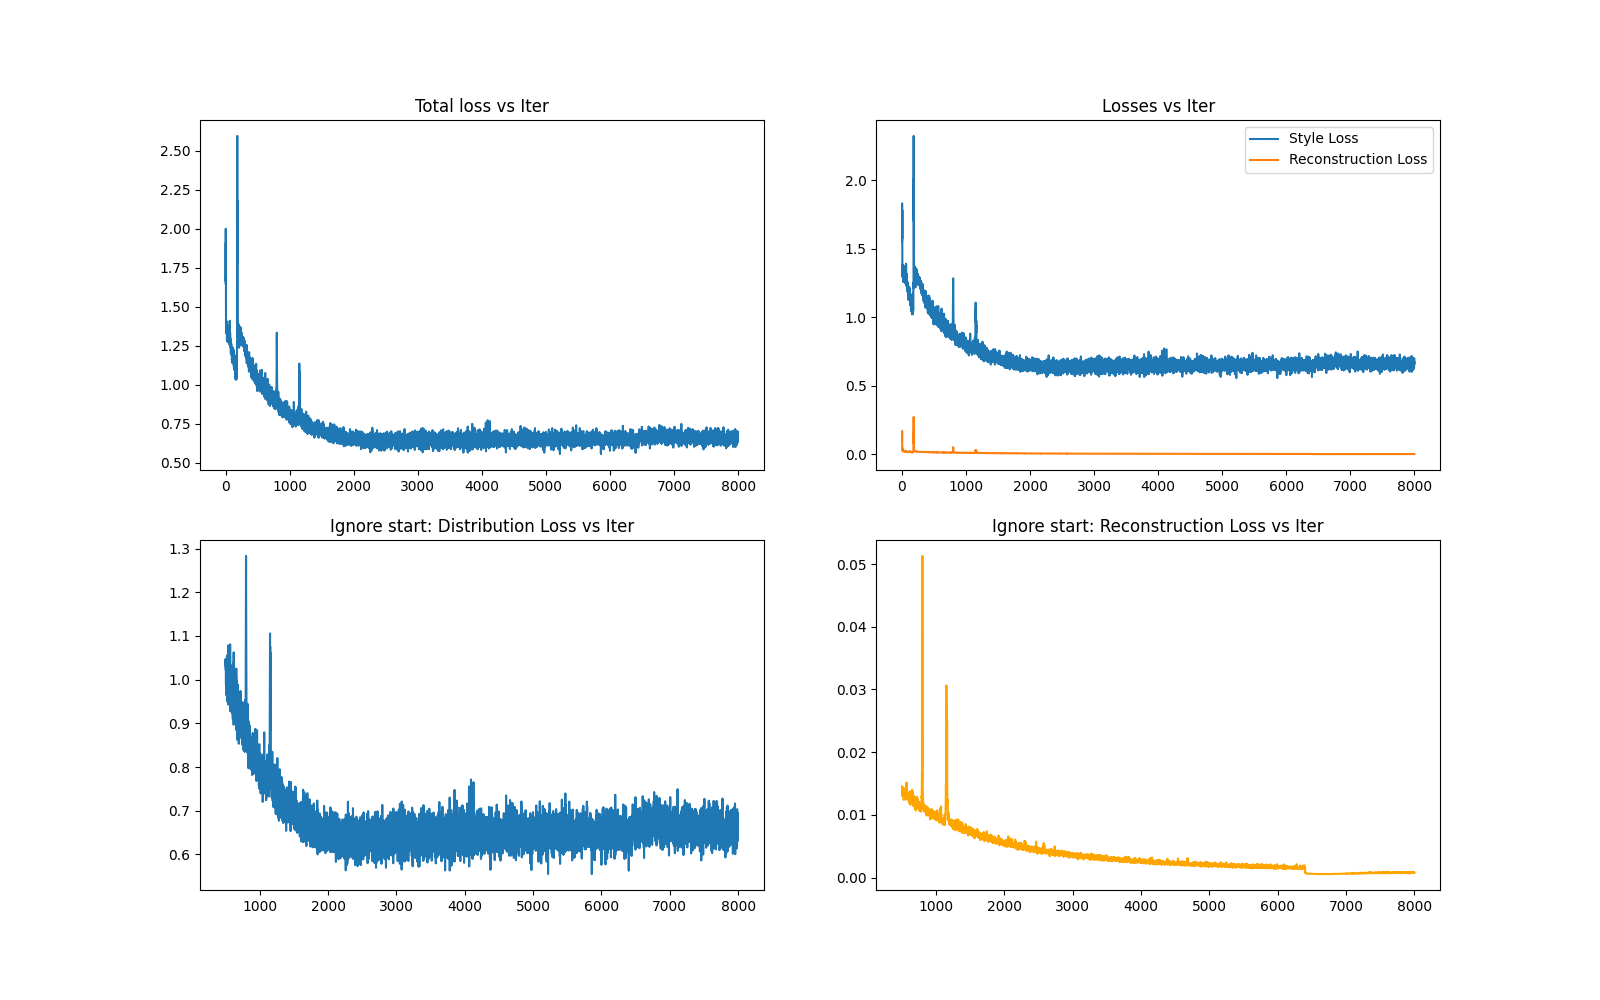 Total loss vs Iter
2.50
2.25
2.00
1.75
1.50
1.25
1.00
0.75
0.50
0 1000 2000 3000 4000 5000 6000 7000 8000
Losses vs Iter
Style Loss
Reconstruction Loss
2.0
1.5
1.0
0.5
0.0
0 1000 2000 3000 4000 5000 6000 7000 8000
Ignore start: Distribution Loss vs Iter
1.3
1.2
1.1
1.0
0.9
0.8
0.7
0.6
1000 2000 3000 4000 5000 6000 7000 8000
Ignore start: Reconstruction Loss vs Iter
0.05
0.04
0.03
0.02
0.01
0.00
1000 2000 3000 4000 5000 6000 7000 8000